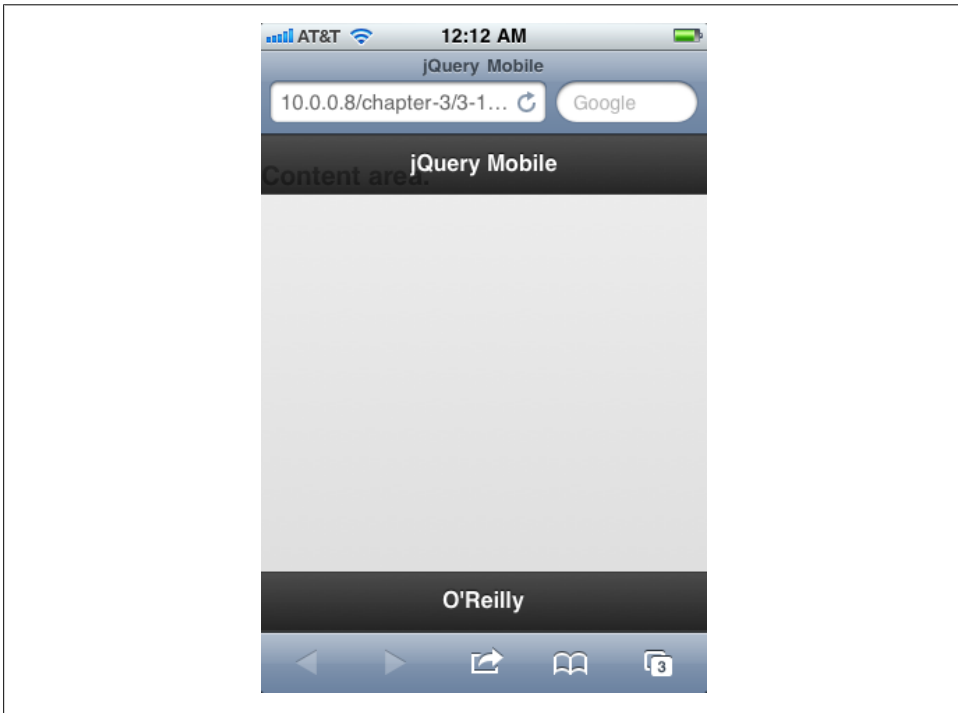 AT&T 12:12 AM
jQuery Mobile
10.0.0.8/chapter-3/3-1... Google
jQuery Mobile
Content area.
O'Reilly
3